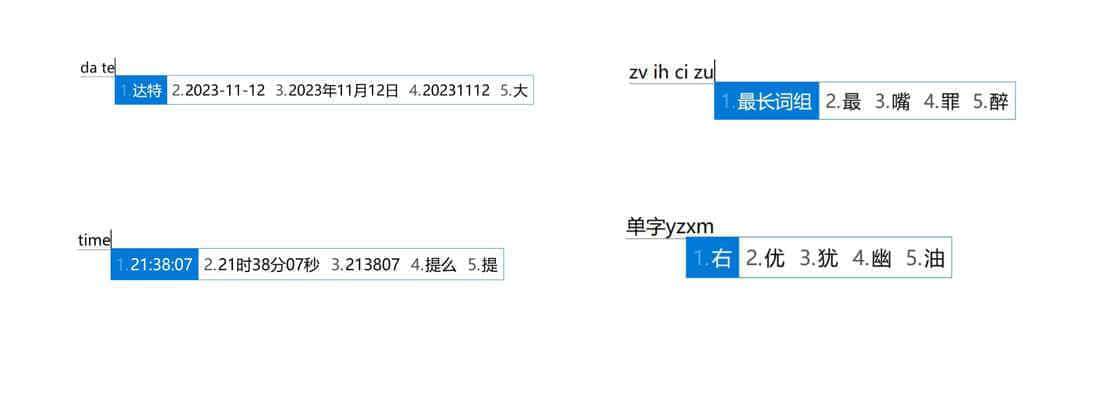 da te
1.达特 2.2023-11-12 3.2023年11月12日 4.20231112 5.大
zv ih ci zu
1.最长词组 2.最 3.嘴 4.罪 5.醉
time
1.21:38:07 2.21时38分07秒 3.213807 4.提么 5.提
单字yzxm
1.右 2.优 3.犹 4.幽 5.油